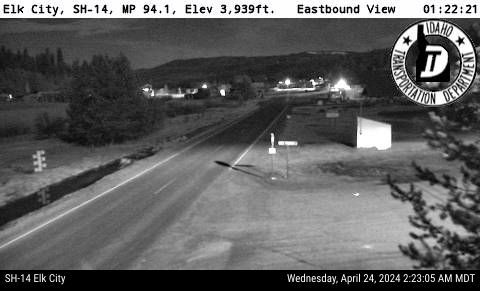 Elk City, SH-14, MP 94.1, Elev 3,939ft. Eastbound View 01:22:21
IDAHO
TRANSPORTATION DEPARTMENT
SH-14 Elk City Wednesday, April 24, 2024 2:23:05 AM MDT